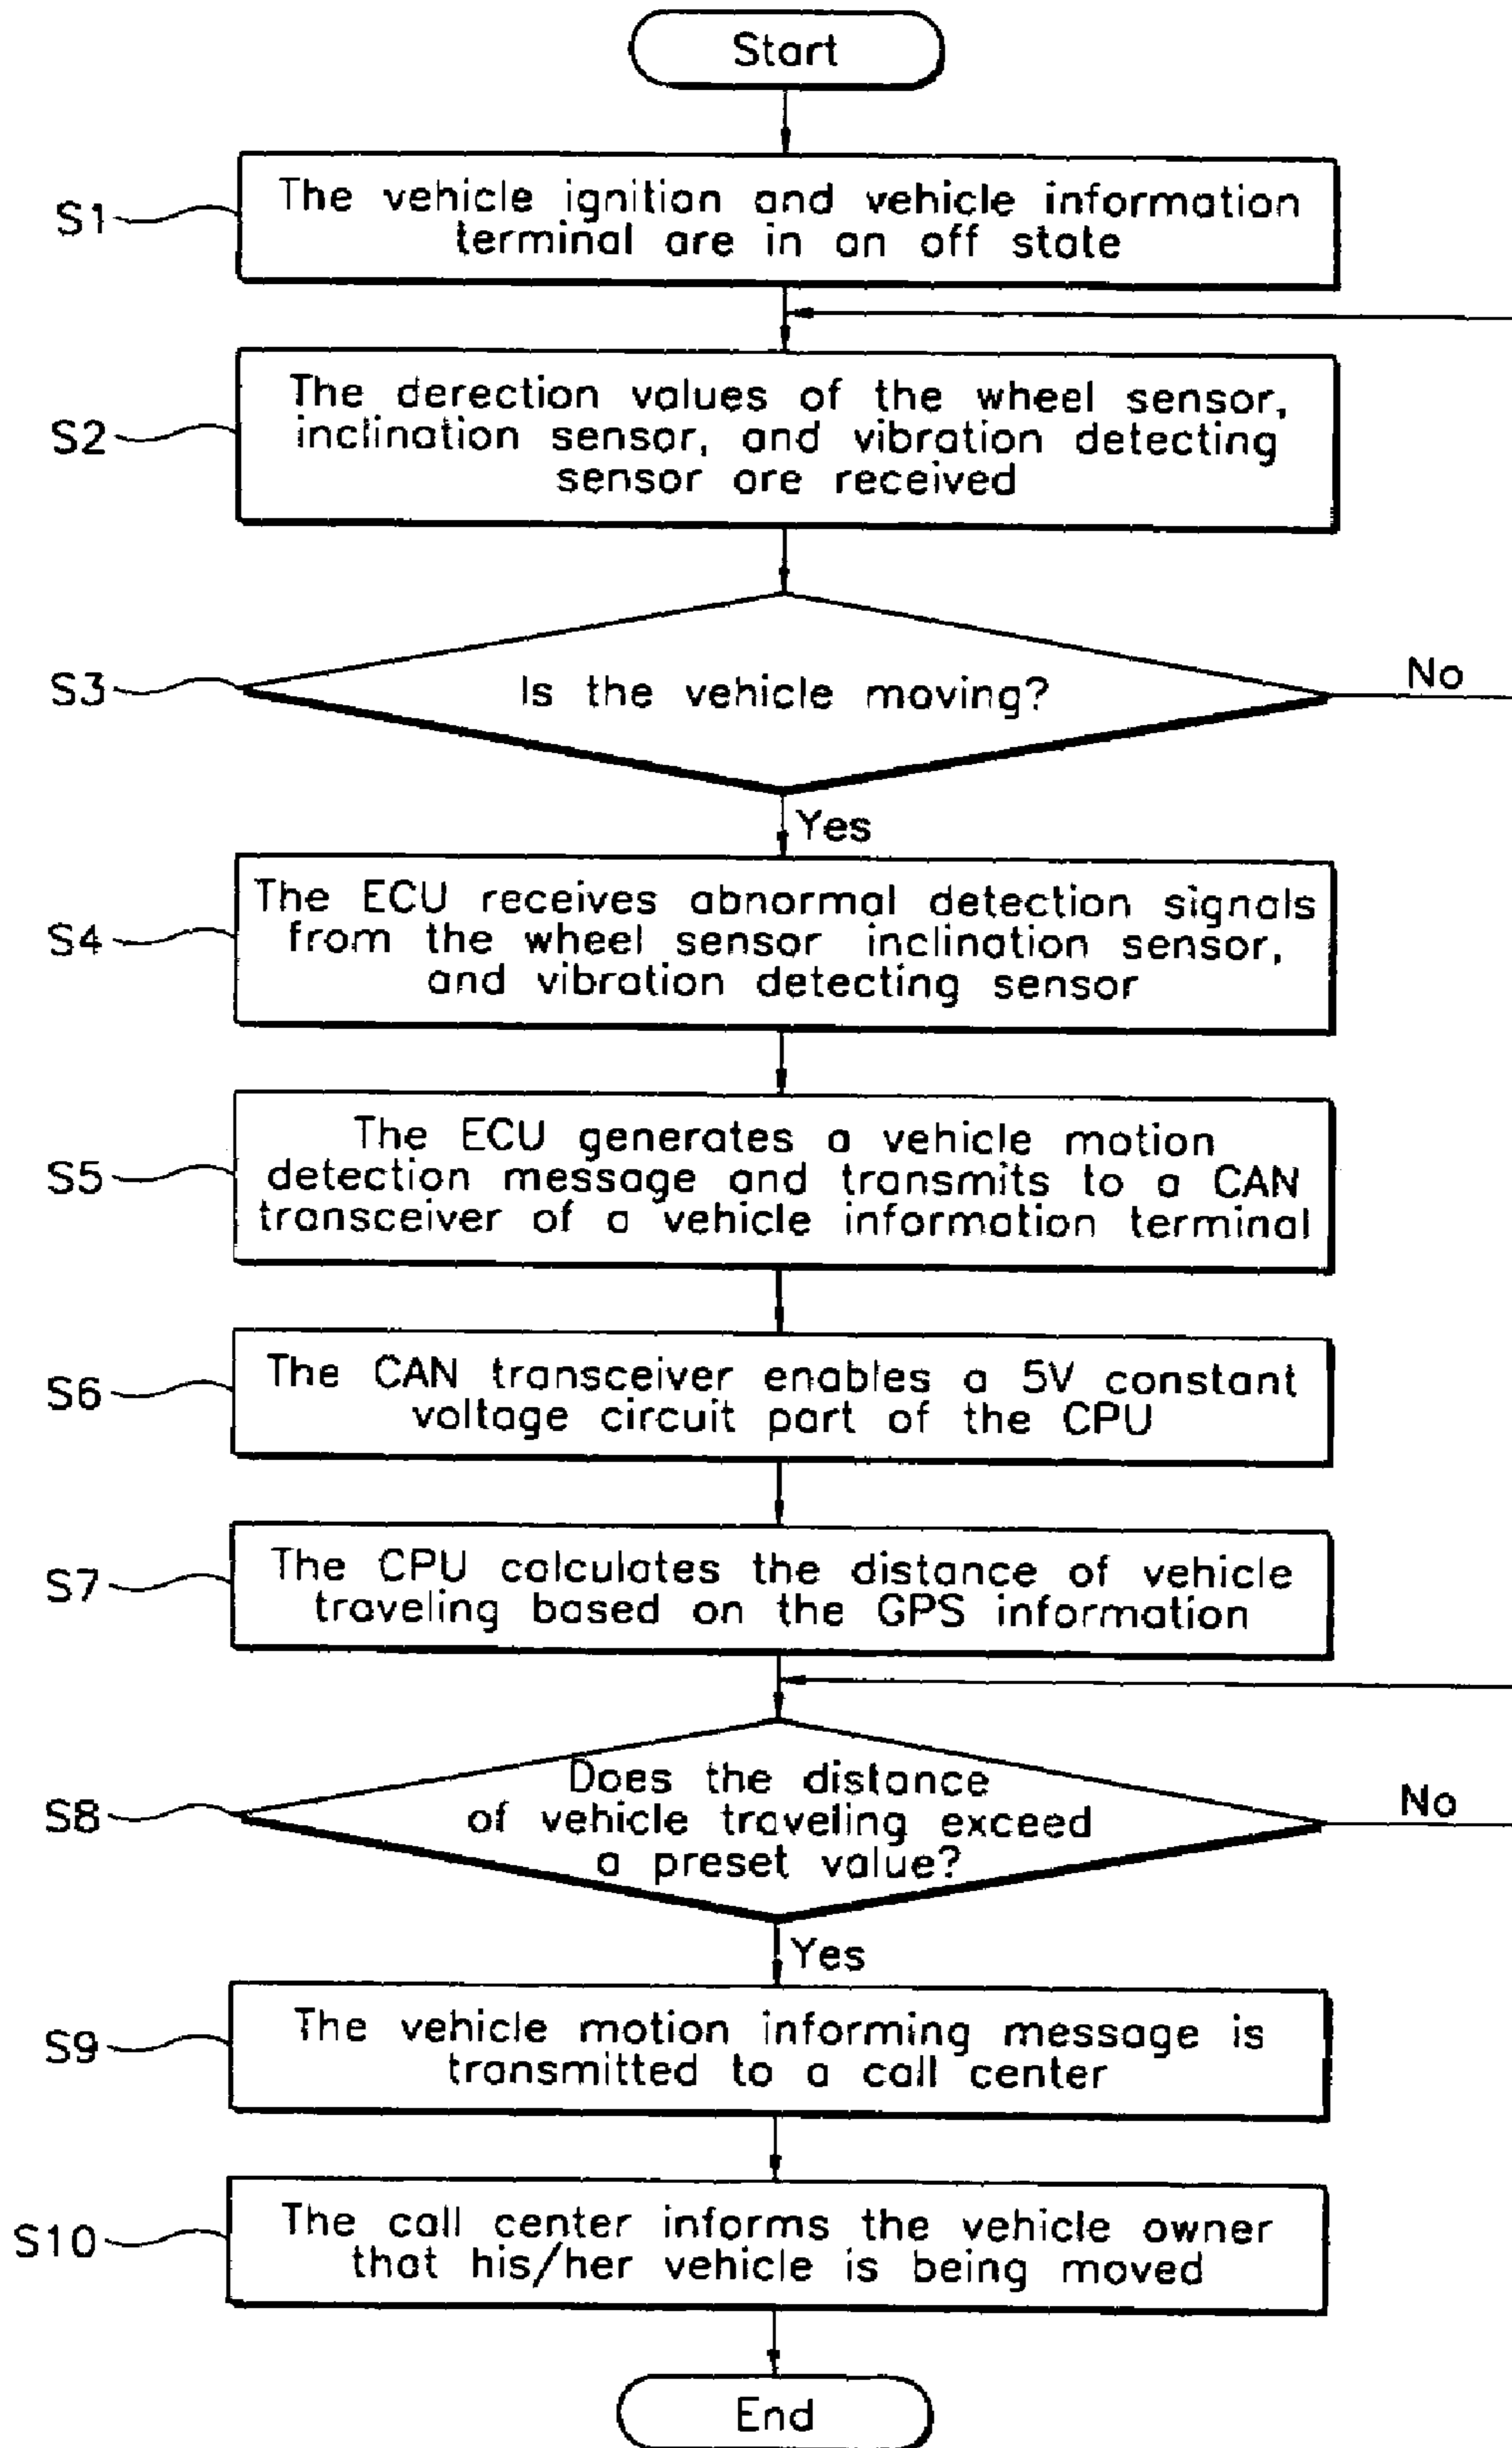 Start
S1
The vehicle ignition and vehicle information
terminal are in an off state
S2
The derection values of the wheel sensor,
inclination sensor, and vibration detecting
sensor are received
S3
Is the vehicle moving?
No
Yes
S4
The ECU receives abnormal detection signals
from the wheel sensor inclination sensor,
and vibration detecting sensor
S5
The ECU generates a vehicle motion
detection message and transmits to a CAN
transceiver of a vehicle information terminal
S6
The CAN transceiver enables a 5V constant
voltage circuit part of the CPU
S7
The CPU calculates the distance of vehicle
traveling based on the GPS information
S8
Does the distance
of vehicle traveling exceed
a preset value?
No
Yes
S9
The vehicle motion informing message is
transmitted to a call center
S10
The call center informs the vehicle owner
that his/her vehicle is being moved
End